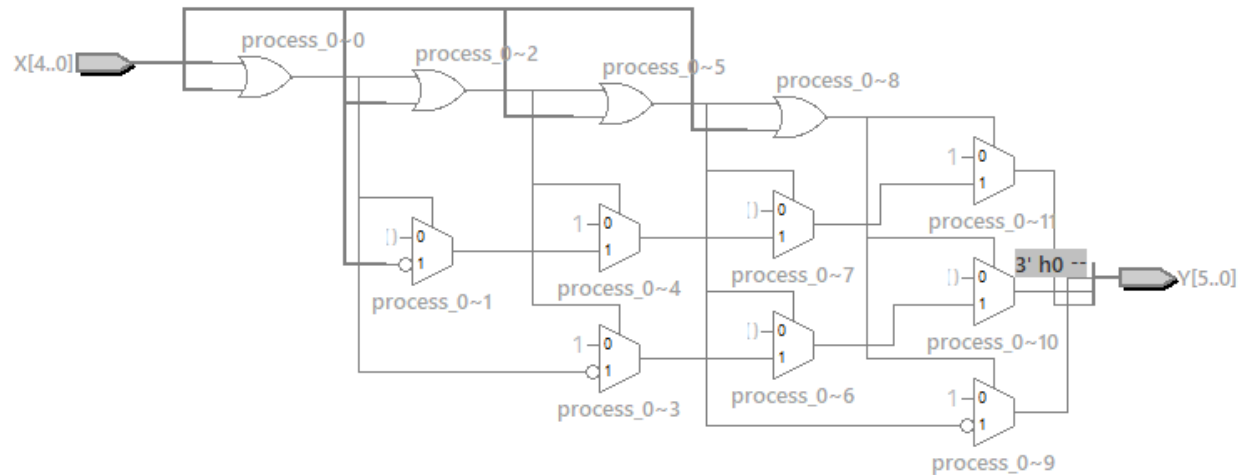 process_0~0
process_0~2
process_0~5
process_0~8
X[4..0]
1 0
1
process_0~11
0
1
process_0~1
1 0
1
process_0~4
0
1
process_0~7
3' h0 --
Y[5..0]
0
1
process_0~10
1 0
1
process_0~3
0
1
process_0~6
1 0
1
process_0~9